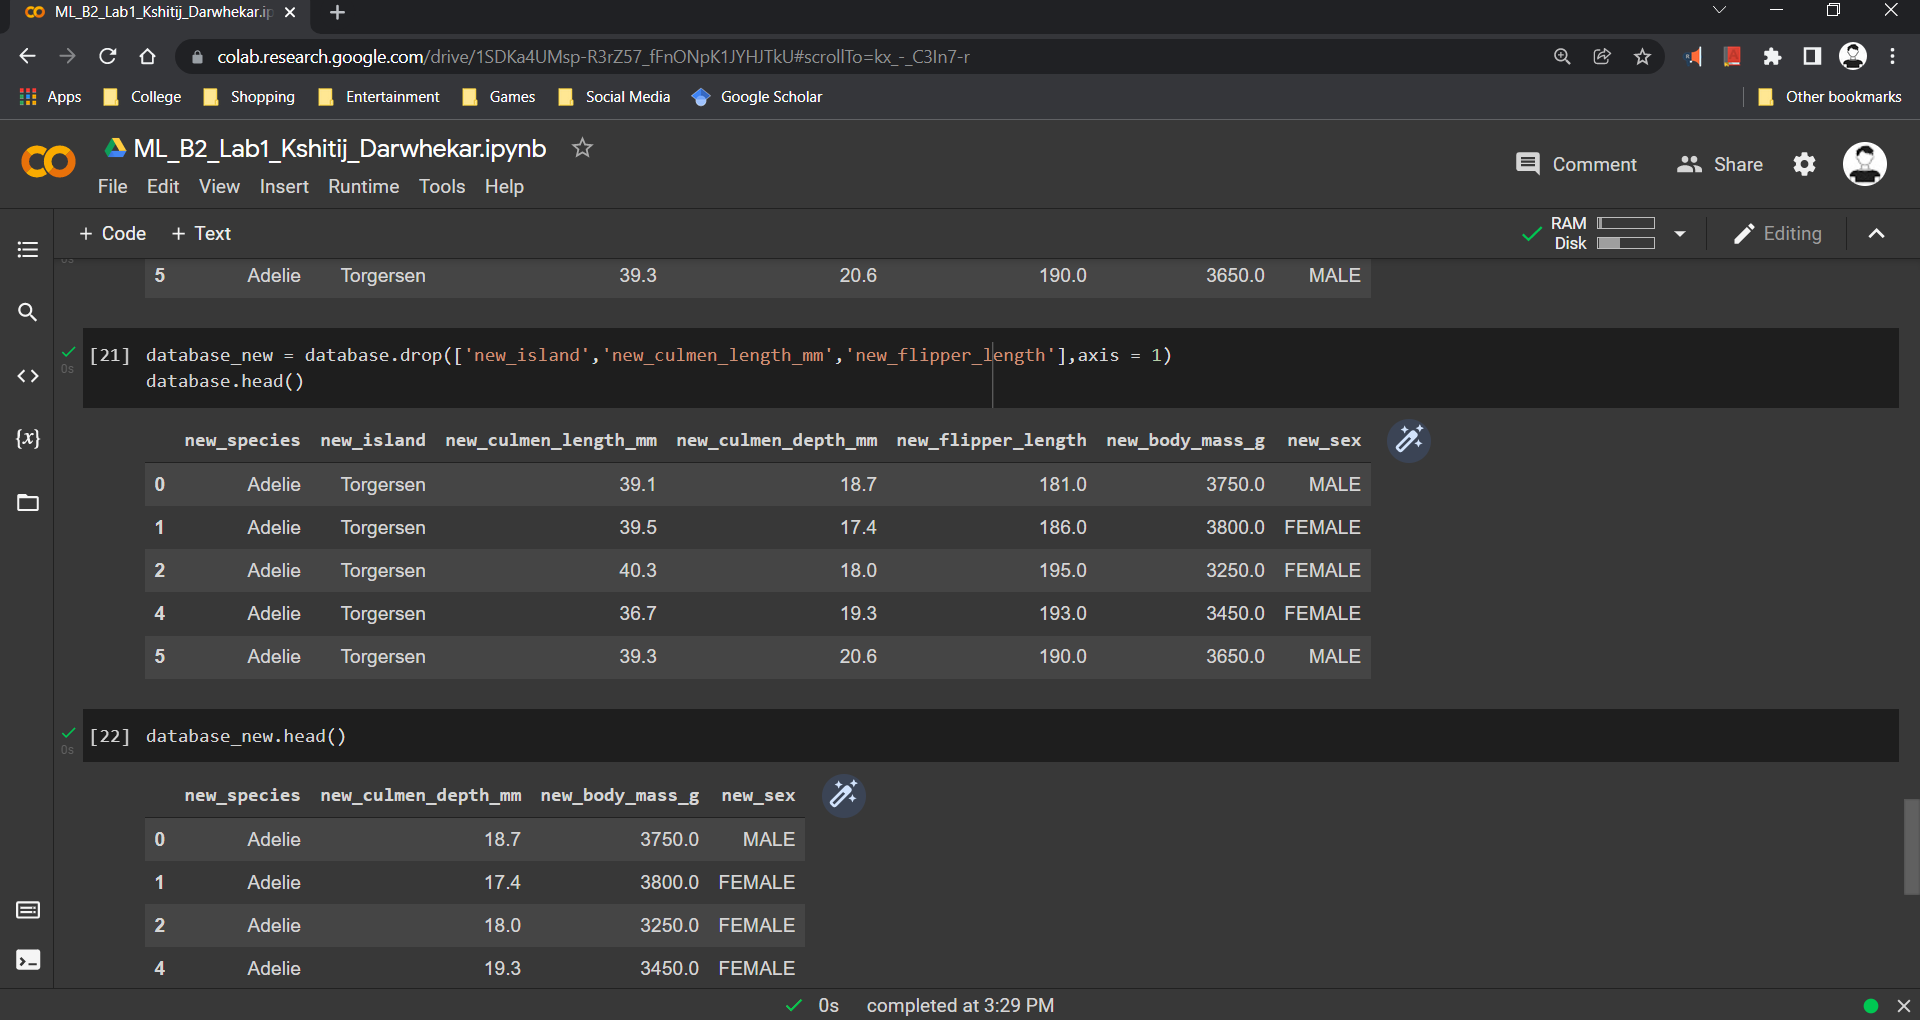 ML_B2_Lab1_Kshitij_Darwhekar.ip
colab.research.google.com/drive/1SDKa4UMsp-R3rZ57_fFnONpK1JYHJTkU#scrollTo=kx_-_C3In7-r
Apps College Shopping Entertainment Games Social Media Google Scholar Other bookmarks
ML_B2_Lab1_Kshitij_Darwhekar.ipynb
Comment Share
File Edit View Insert Runtime Tools Help
+ Code + Text
RAM
Disk
Editing
0s
5 Adelie Torgersen 39.3 20.6 190.0 3650.0 MALE
[21] database_new = database.drop(['new_island','new_culmen_length_mm','new_flipper_length'],axis = 1)
0s
database.head()
new_species new_island new_culmen_length_mm new_culmen_depth_mm new_flipper_length new_body_mass_g new_sex
0 Adelie Torgersen 39.1 18.7 181.0 3750.0 MALE
1 Adelie Torgersen 39.5 17.4 186.0 3800.0 FEMALE
2 Adelie Torgersen 40.3 18.0 195.0 3250.0 FEMALE
4 Adelie Torgersen 36.7 19.3 193.0 3450.0 FEMALE
5 Adelie Torgersen 39.3 20.6 190.0 3650.0 MALE
[22] database_new.head()
0s
new_species new_culmen_depth_mm new_body_mass_g new_sex
0 Adelie 18.7 3750.0 MALE
1 Adelie 17.4 3800.0 FEMALE
2 Adelie 18.0 3250.0 FEMALE
4 Adelie 19.3 3450.0 FEMALE
0s completed at 3:29 PM